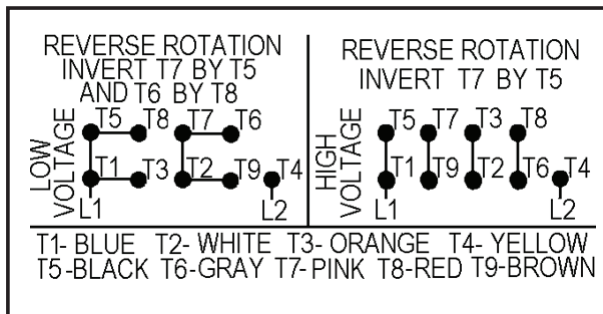 REVERSE ROTATION
INVERT T7 BY T5
AND T6 BY T8
LOW VOLTAGE
T5 T8 T7 T6
T1 T3 T2 T9 T4
L1 L2
REVERSE ROTATION
INVERT T7 BY T5
HIGH VOLTAGE
T5 T7 T3 T8
T1 T9 T2 T6 T4
L1 L2
T1- BLUE T2- WHITE T3- ORANGE T4- YELLOW
T5-BLACK T6-GRAY T7-PINK T8-RED T9-BROWN